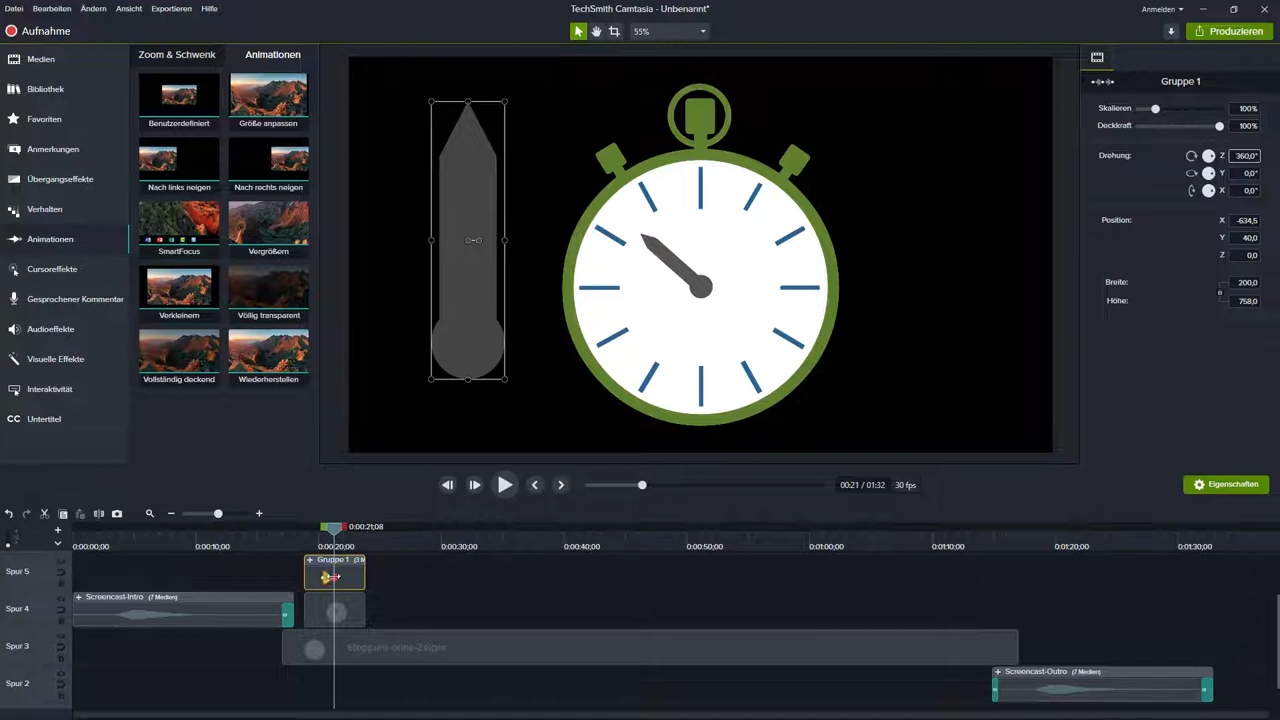 Datei Bearbeiten Ändern Ansicht Exportieren Hilfe TechSmith Camtasia - Unbenannt* Anmelden
Aufnahme 55% Produzieren
Medien
Bibliothek
Favoriten
Anmerkungen
Übergangseffekte
Verhalten
Animationen
Cursoreffekte
Gesprochener Kommentar
Audioeffekte
Visuelle Effekte
Interaktivität
CC Untertitel
Zoom & Schwenk Animationen
Benutzerdefiniert Größe anpassen
Nach links neigen Nach rechts neigen
SmartFocus Vergrößern
Verkleinern Völlig transparent
Vollständig deckend Wiederherstellen
Gruppe 1
Skalieren: 100%
Deckkraft: 100%
Drehung: Z 360,0°
Y 0,0°
X 0,0°
Position: X -634,5
Y 40,0
Z 0,0
Breite: 200,0
Höhe: 758,0
00:21 / 01:32 30 fps
Eigenschaften
0:00:21;08
0:00:00;00 0:00:10;00 0:00:20;00 0:00:30;00 0:00:40;00 0:00:50;00 0:01:00;00 0:01:10;00 0:01:20;00 0:01:30;00
Spur 5 + Gruppe 1 (3 M
Spur 4 + Screencast-Intro (7 Medien)
Spur 3 Stoppuhr-ohne-Zeiger
Spur 2 + Screencast-Outro (7 Medien)